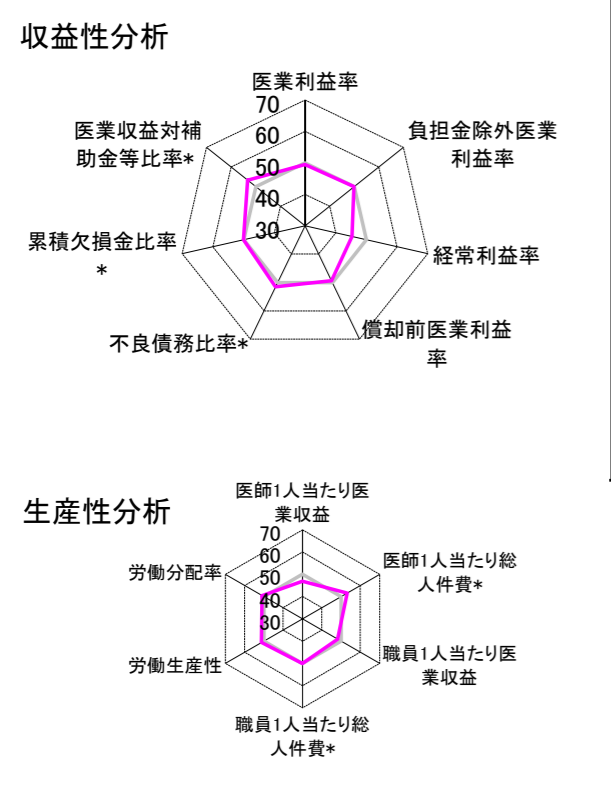 収益性分析
医業利益率
70
60
50
40
30
負担金除外医業
利益率
経常利益率
償却前医業利益
率
不良債務比率*
累積欠損金比率
*
医業収益対補
助金等比率*
生産性分析
医師1人当たり医
業収益
70
60
50
40
30
医師1人当たり総
人件費*
職員1人当たり医
業収益
職員1人当たり総
人件費*
労働生産性
労働分配率